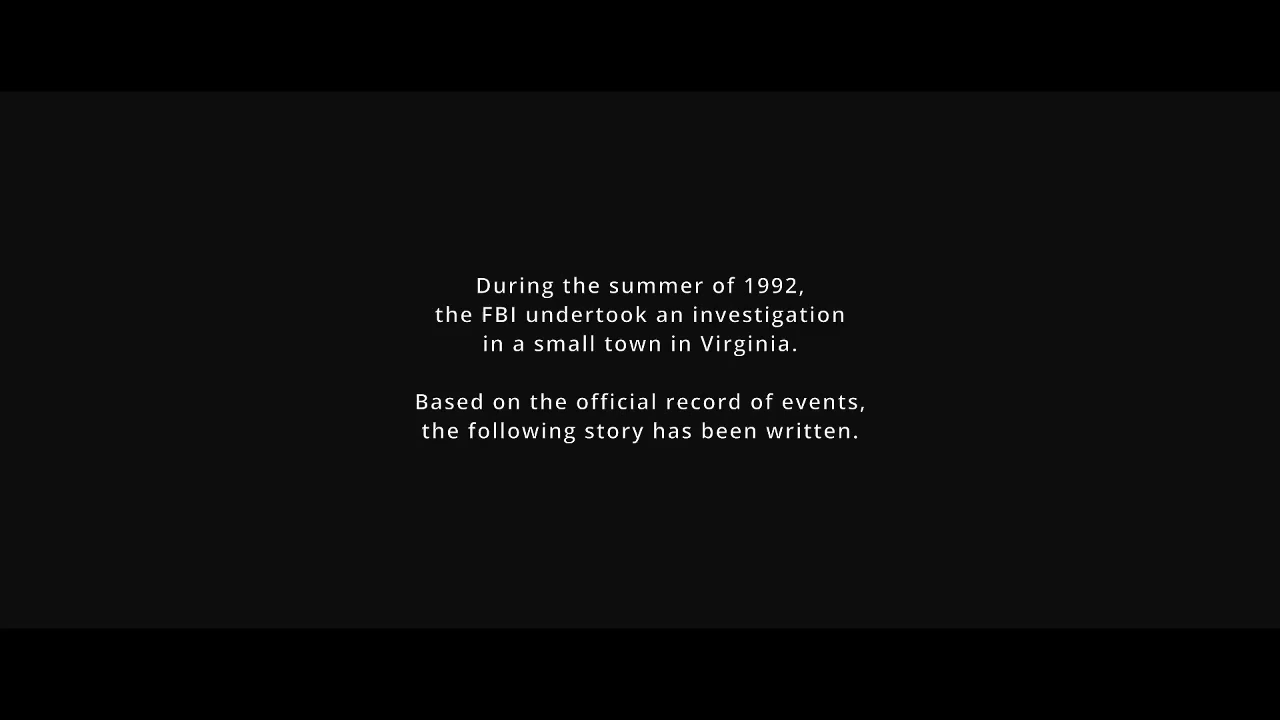 During the summer of 1992,
the FBI undertook an investigation
in a small town in Virginia.
Based on the official record of events,
the following story has been written.